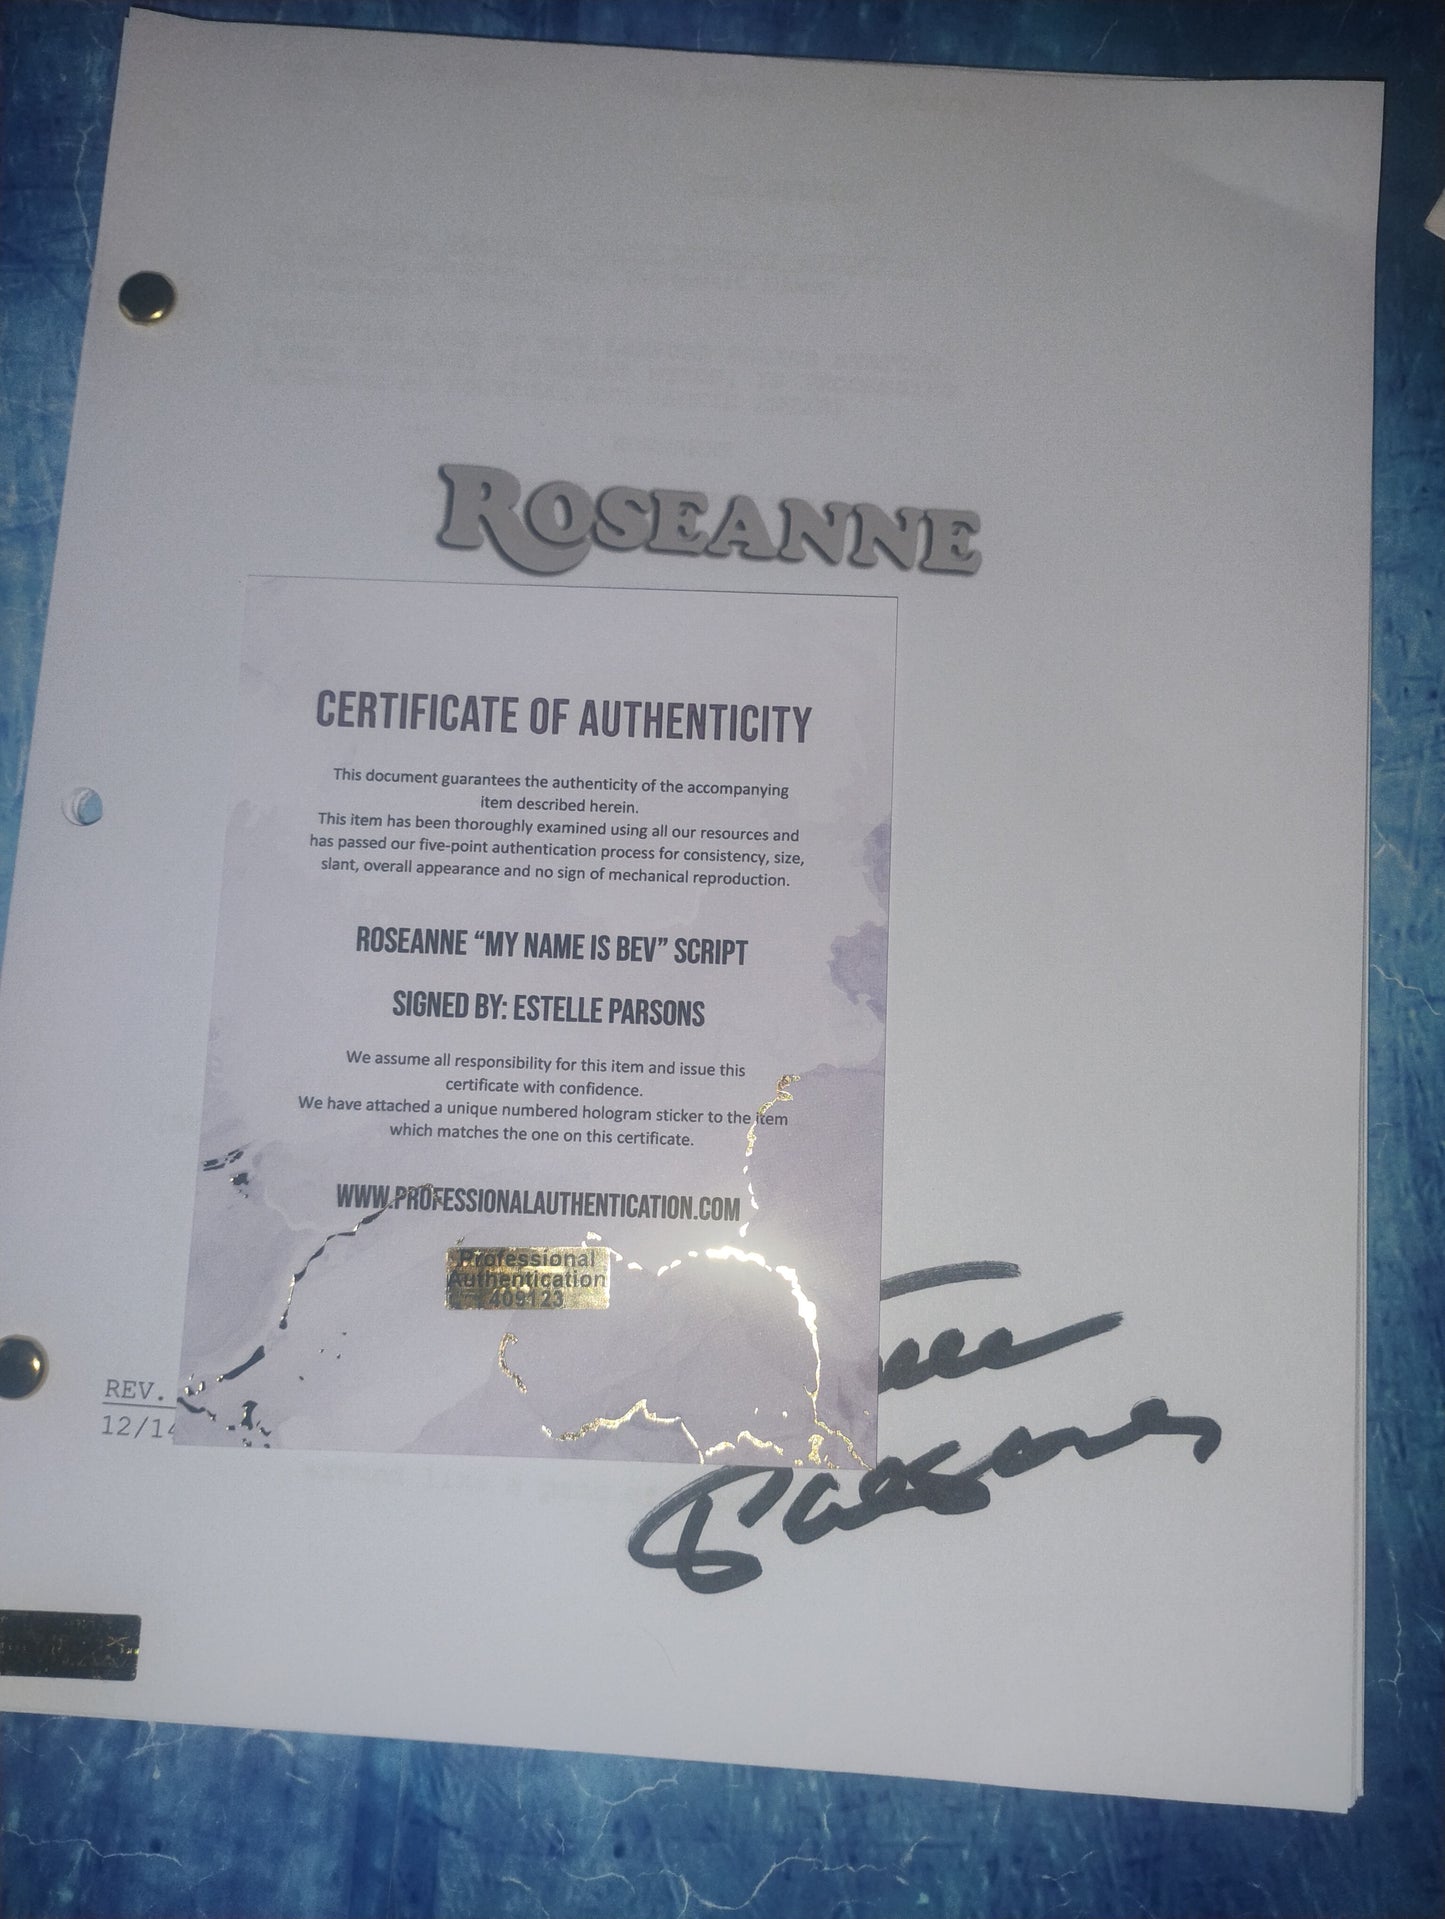 ROSEANNE
CERTIFICATE OF AUTHENTICITY
This document guarantees the authenticity of the accompanying
item described herein.
This item has been thoroughly examined using all our resources and
has passed our five-point authentication process for consistency, size,
slant, overall appearance and no sign of mechanical reproduction.
ROSEANNE “MY NAME IS BEV” SCRIPT
SIGNED BY: ESTELLE PARSONS
We assume all responsibility for this item and issue this
certificate with confidence.
We have attached a unique numbered hologram sticker to the item
which matches the one on this certificate.
WWW.PROFESSIONALAUTHENTICATION.COM
Professional
Authentication
409123
REV.
12/14
Parsons